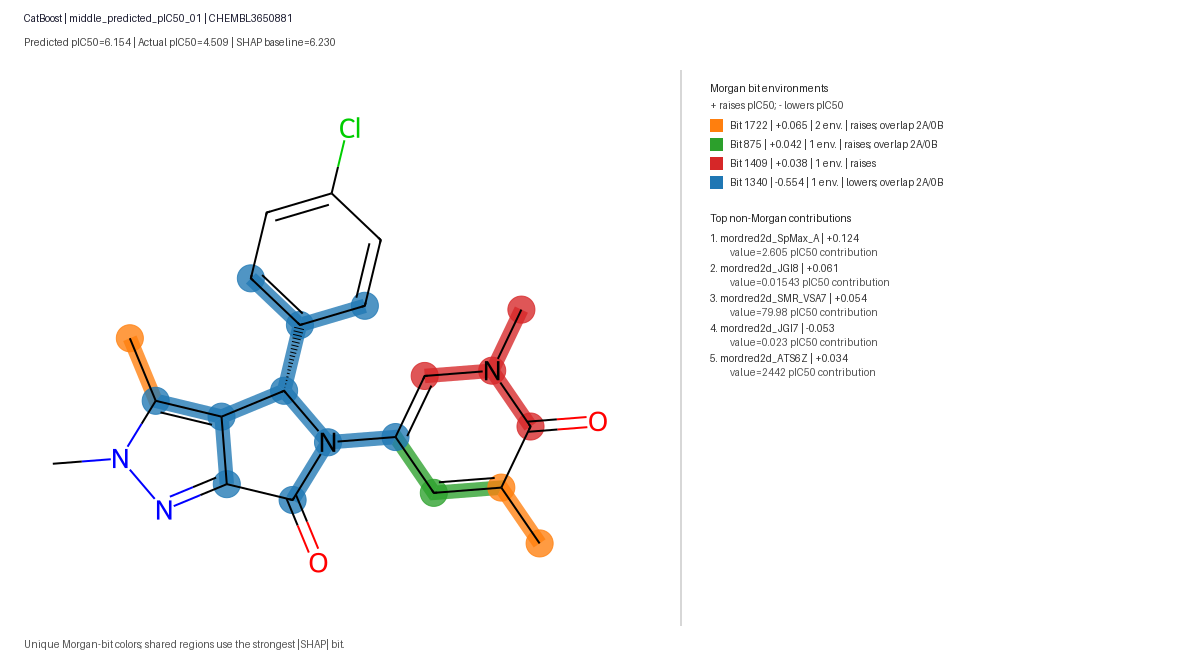 CatBoost | middle_predicted_pIC50_01 | CHEMBL3650881
Predicted pIC50=6.154 | Actual pIC50=4.509 | SHAP baseline=6.230
Morgan bit environments
+ raises pIC50; - lowers pIC50
Bit 1722 | +0.065 | 2 env. | raises; overlap 2A/0B
Bit 875 | +0.042 | 1 env. | raises; overlap 2A/0B
Bit 1409 | +0.038 | 1 env. | raises
Bit 1340 | -0.554 | 1 env. | lowers; overlap 2A/0B
Top non-Morgan contributions
1. mordred2d_SpMax_A | +0.124
value=2.605 pIC50 contribution
2. mordred2d_JGI8 | +0.061
value=0.01543 pIC50 contribution
3. mordred2d_SMR_VSA7 | +0.054
value=79.98 pIC50 contribution
4. mordred2d_JGI7 | -0.053
value=0.023 pIC50 contribution
5. mordred2d_ATS6Z | +0.034
value=2442 pIC50 contribution
Cl
N
O
N
N
N
O
Unique Morgan-bit colors; shared regions use the strongest |SHAP| bit.